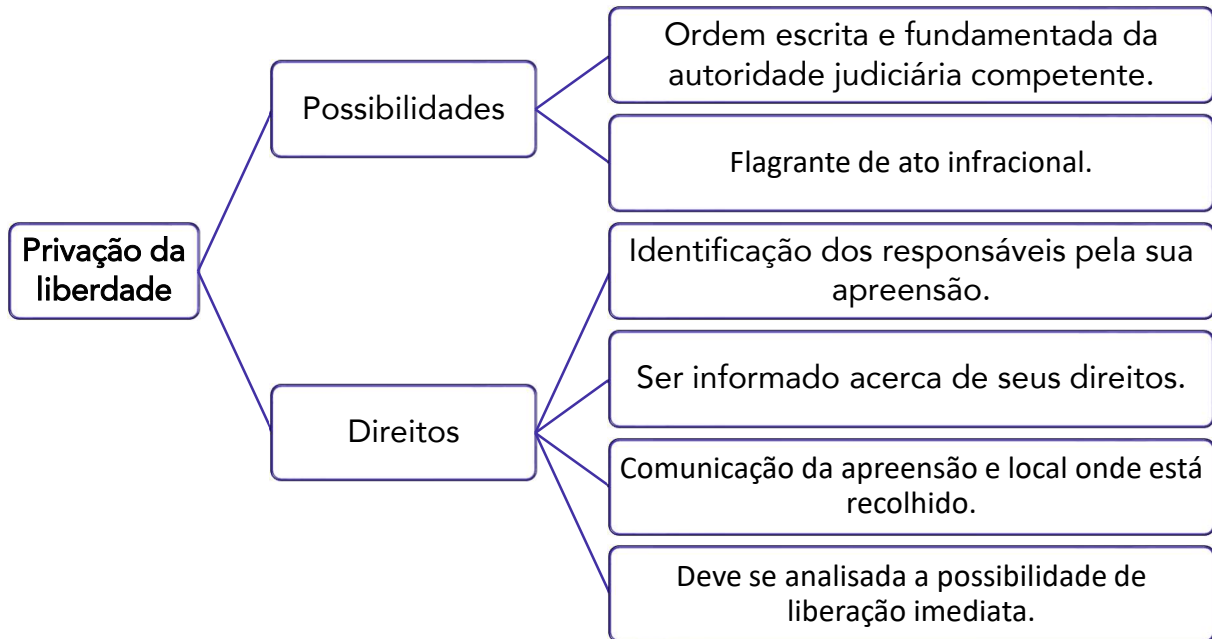 Privação da
liberdade
Possibilidades
Ordem escrita e fundamentada da
autoridade judiciária competente.
Flagrante de ato infracional.
Direitos
Identificação dos responsáveis pela sua
apreensão.
Ser informado acerca de seus direitos.
Comunicação da apreensão e local onde está
recolhido.
Deve se analisada a possibilidade de
liberação imediata.